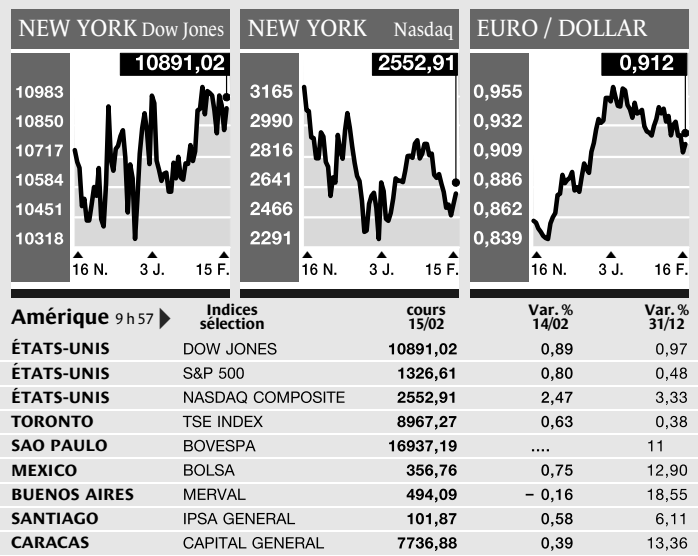 NEW YORK Dow Jones
10891,02
10983
10850
10717
10584
10451
10318
16 N. 3 J. 15 F.
NEW YORK Nasdaq
2552,91
3165
2990
2816
2641
2466
2291
16 N. 3 J. 15 F.
EURO / DOLLAR
0,912
0,955
0,932
0,909
0,886
0,862
0,839
16 N. 3 J. 16 F.
Amérique 9 h 57 Indices sélection cours 15/02 Var. % 14/02 Var. % 31/12
ÉTATS-UNIS DOW JONES 10891,02 0,89 0,97
ÉTATS-UNIS S&P 500 1326,61 0,80 0,48
ÉTATS-UNIS NASDAQ COMPOSITE 2552,91 2,47 3,33
TORONTO TSE INDEX 8967,27 0,63 0,38
SAO PAULO BOVESPA 16937,19 .... 11
MEXICO BOLSA 356,76 0,75 12,90
BUENOS AIRES MERVAL 494,09 – 0,16 18,55
SANTIAGO IPSA GENERAL 101,87 0,58 6,11
CARACAS CAPITAL GENERAL 7736,88 0,39 13,36